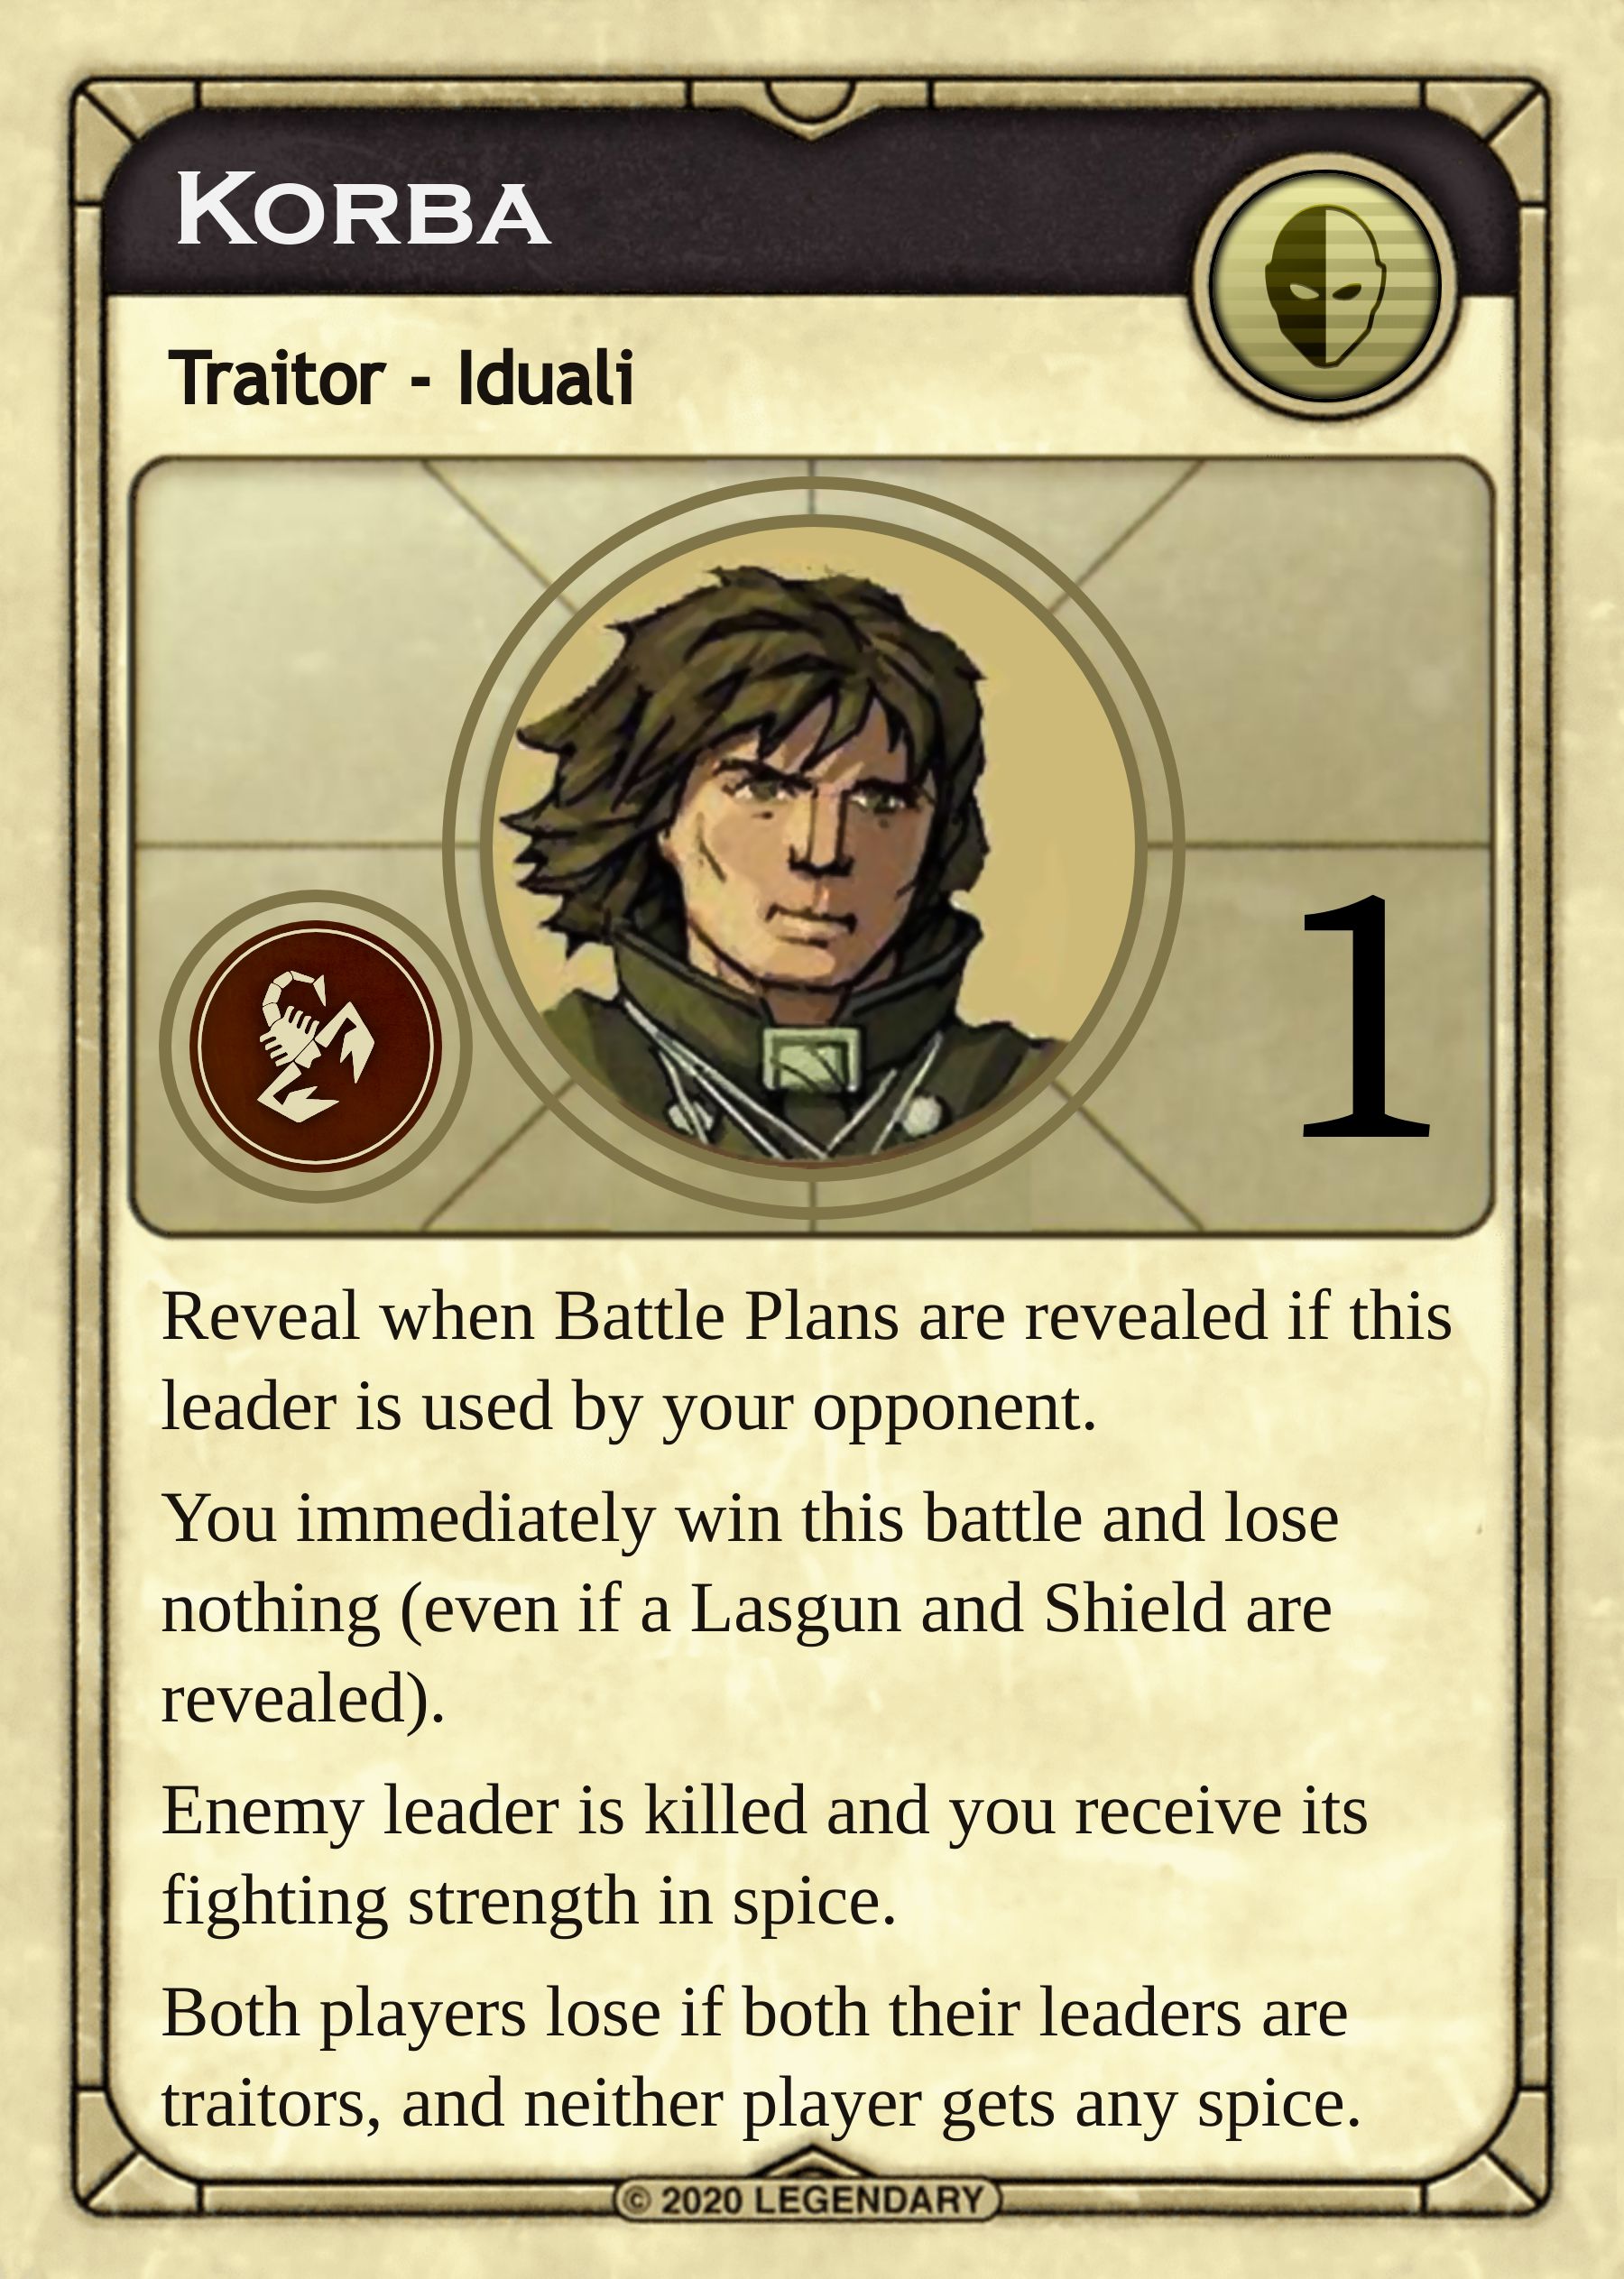 Korba
Traitor - Iduali
1
Reveal when Battle Plans are revealed if this
leader is used by your opponent.
You immediately win this battle and lose
nothing (even if a Lasgun and Shield are
revealed).
Enemy leader is killed and you receive its
fighting strength in spice.
Both players lose if both their leaders are
traitors, and neither player gets any spice.
© 2020 LEGENDARY